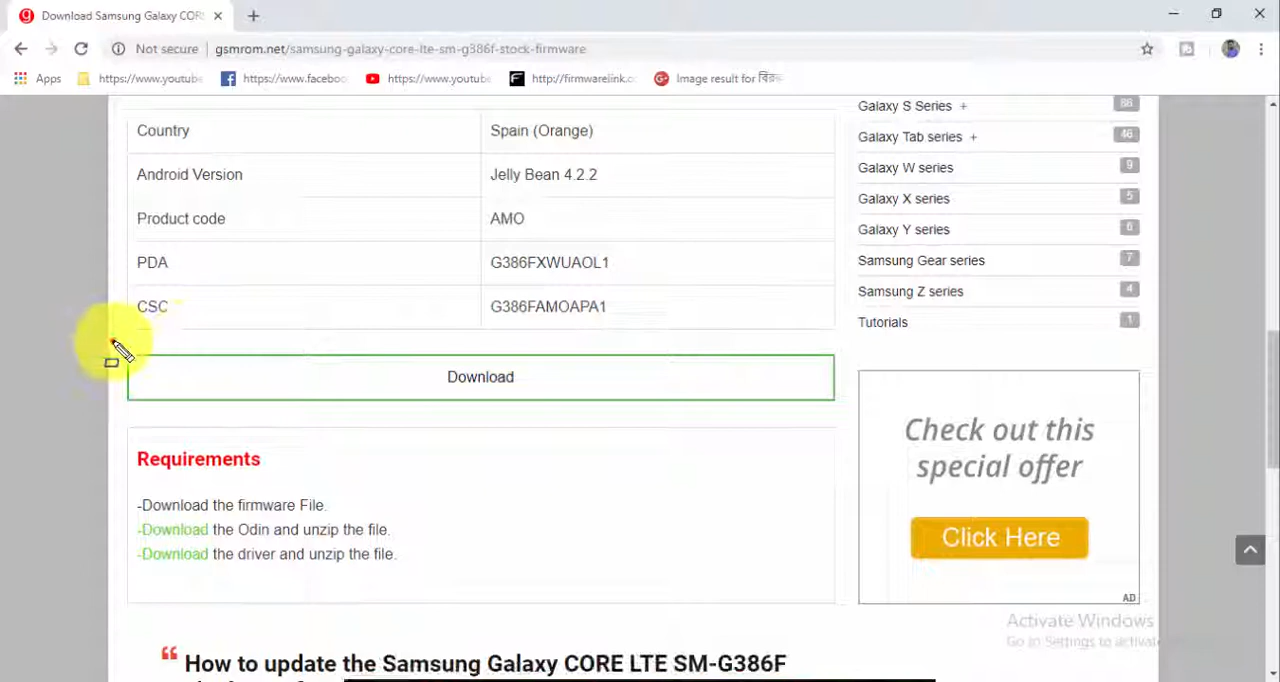 Download Samsung Galaxy CORE
Not secure gsmrom.net/samsung-galaxy-core-lte-sm-g386f-stock-firmware
Apps https://www.youtube https://www.faceboo https://www.youtube http://firmwarelink.c Image result for
Country Spain (Orange)
Android Version Jelly Bean 4.2.2
Product code AMO
PDA G386FXWUAOL1
CSC G386FAMOAPA1
Download
Requirements
-Download the firmware File.
-Download the Odin and unzip the file.
-Download the driver and unzip the file.
“ How to update the Samsung Galaxy CORE LTE SM-G386F
Galaxy S Series + 86
Galaxy Tab series + 46
Galaxy W series 9
Galaxy X series 5
Galaxy Y series 6
Samsung Gear series 7
Samsung Z series 4
Tutorials 1
Check out this
special offer
Click Here
AD
Activate Windows
Go to Settings to activate